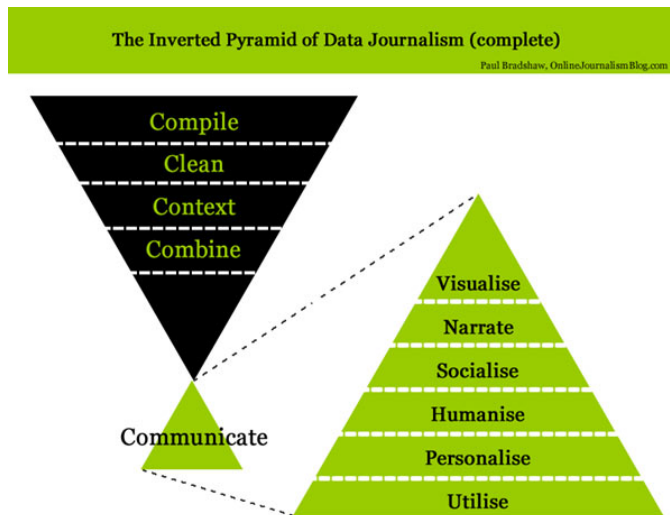 The Inverted Pyramid of Data Journalism (complete)
Paul Bradshaw, OnlineJournalismBlog.com
Compile
Clean
Context
Combine
Communicate
Visualise
Narrate
Socialise
Humanise
Personalise
Utilise